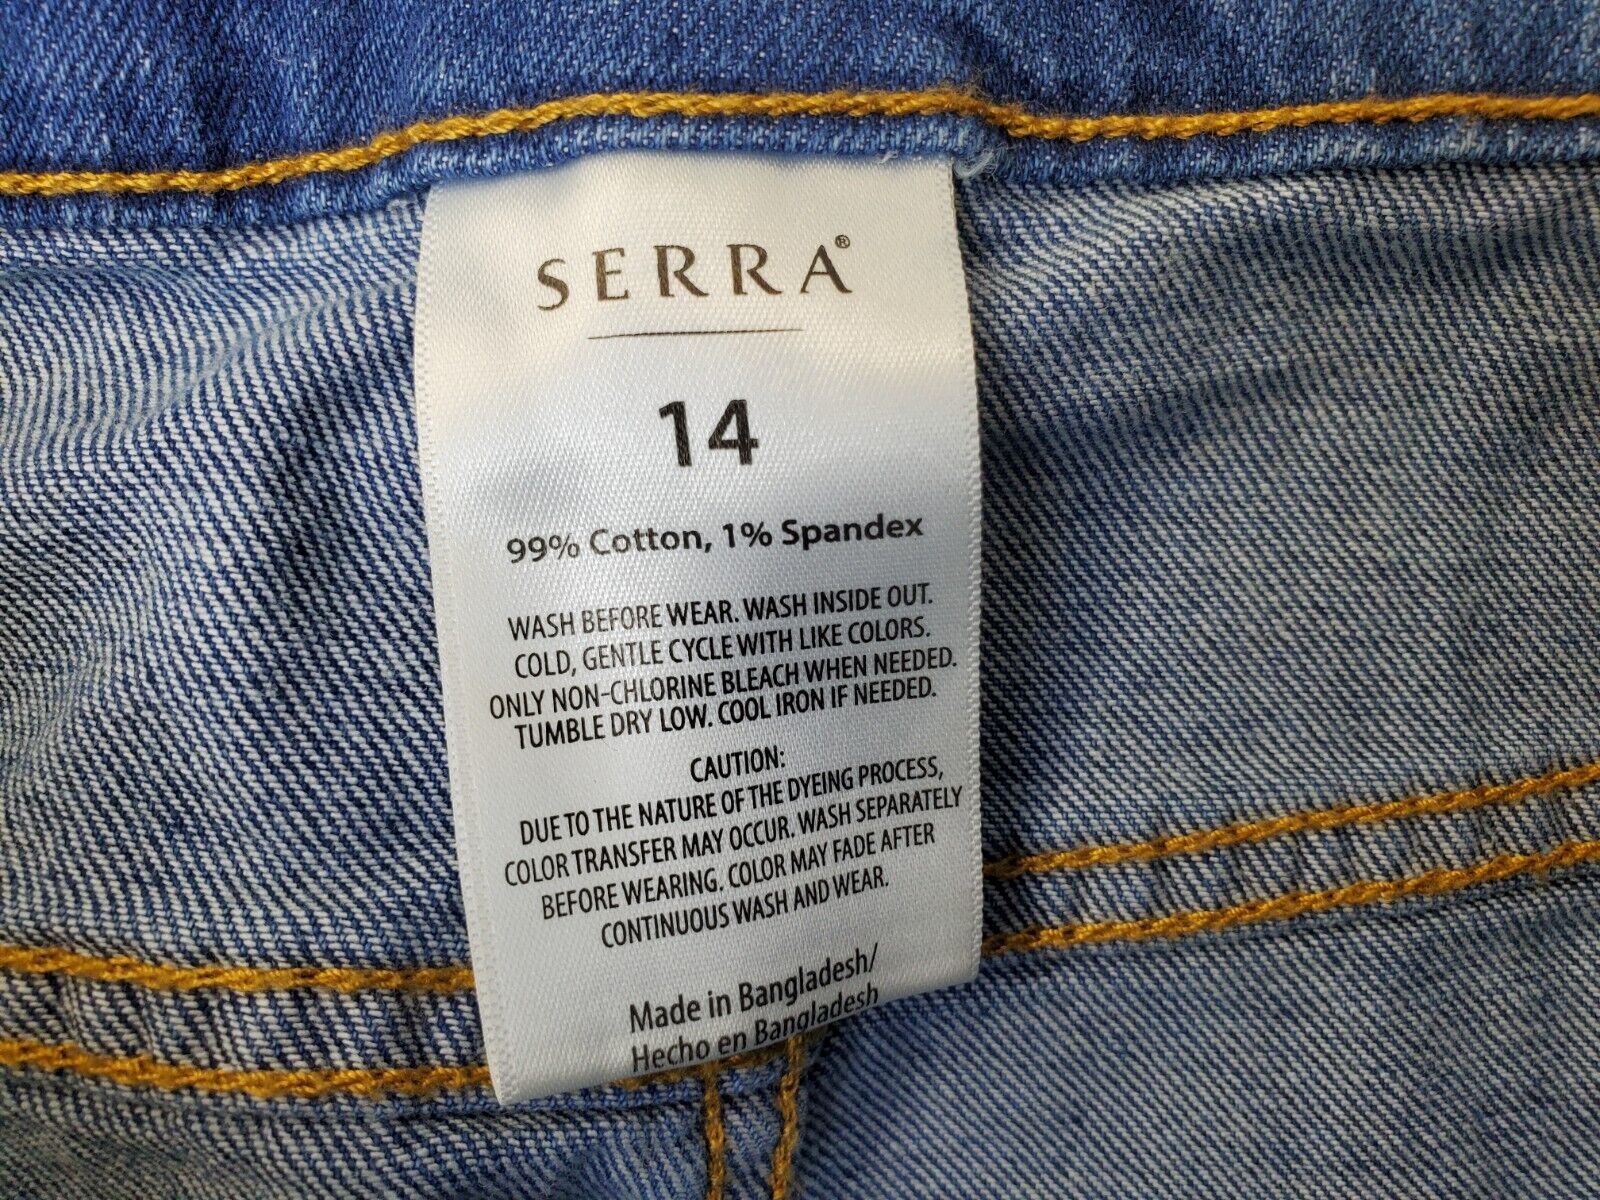 SERRA®
14
99% Cotton, 1% Spandex
WASH BEFORE WEAR. WASH INSIDE OUT.
COLD, GENTLE CYCLE WITH LIKE COLORS.
ONLY NON-CHLORINE BLEACH WHEN NEEDED.
TUMBLE DRY LOW. COOL IRON IF NEEDED.
CAUTION:
DUE TO THE NATURE OF THE DYEING PROCESS,
COLOR TRANSFER MAY OCCUR. WASH SEPARATELY
BEFORE WEARING. COLOR MAY FADE AFTER
CONTINUOUS WASH AND WEAR.
Made in Bangladesh/
Hecho en Bangladesh